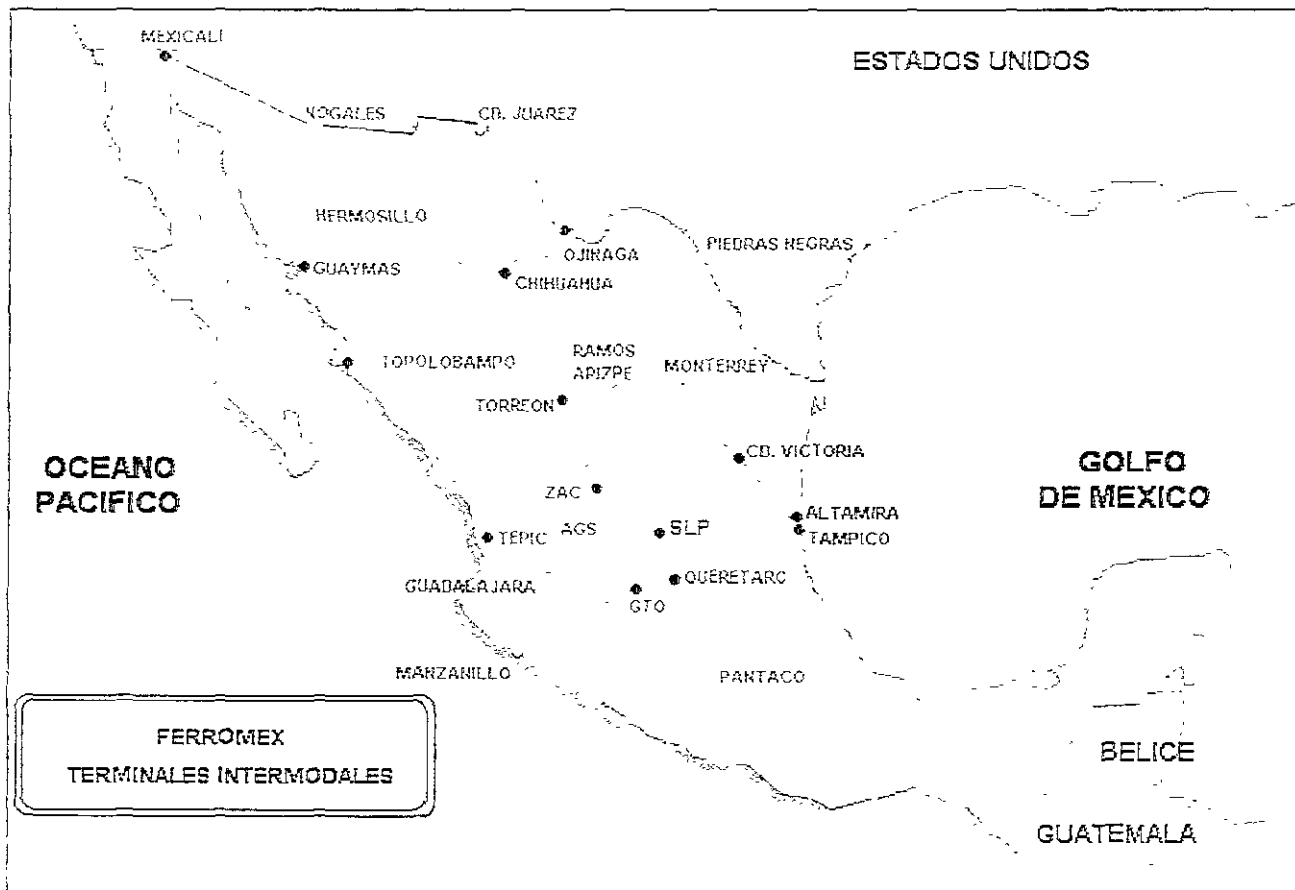 MEXICALI
ESTADOS UNIDOS
NOGALES
CD. JUAREZ
HERMOSILLO
PIEDRAS NEGRAS
OJINAGA
GUAYMAS
CHIHUAHUA
TOPOLOBAMPO
RAMOS
ARIZPE
MONTERREY
TORREON
CD. VICTORIA
OCEANO
PACIFICO
GOLFO
DE MEXICO
ZAC
ALTAMIRA
AGS
SLP
TEPIC
TAMPICO
GUADALAJARA
QUERETARO
GTO
MANZANILLO
PANTACO
FERROMEX
TERMINALES INTERMODALES
BELICE
GUATEMALA